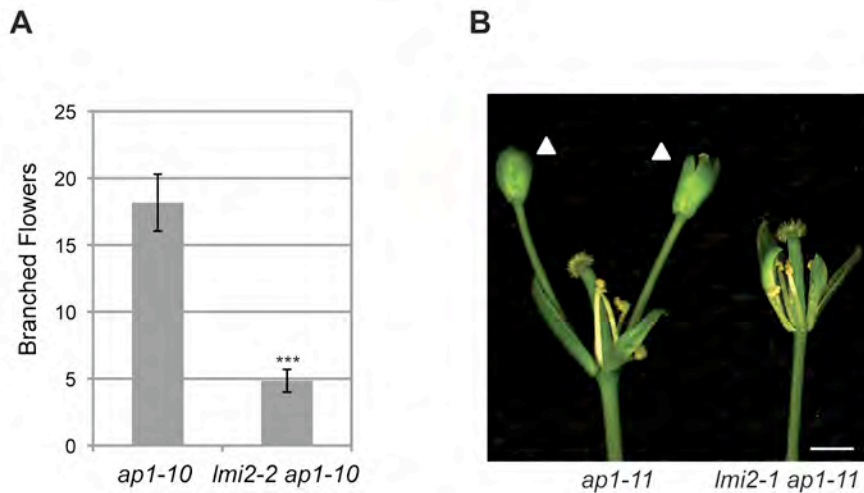 A
B
Branched Flowers
25
20
15
10
5
0
***
ap1-10 lmi2-2 ap1-10
ap1-11 lmi2-1 ap1-11